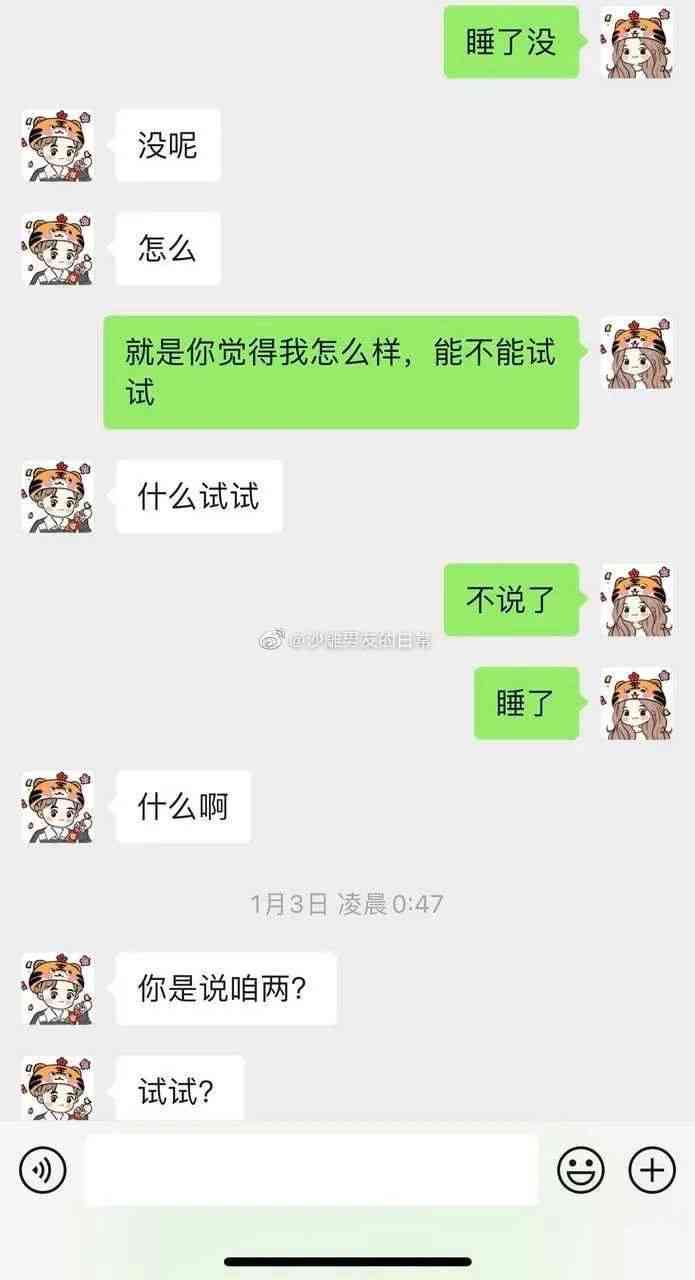 睡了没
没呢
怎么
就是你觉得我怎么样，能不能试
试
什么试试
不说了
@沙雕男友的日常
睡了
什么啊
1月3日 凌晨0:47
你是说咱两?
试试?